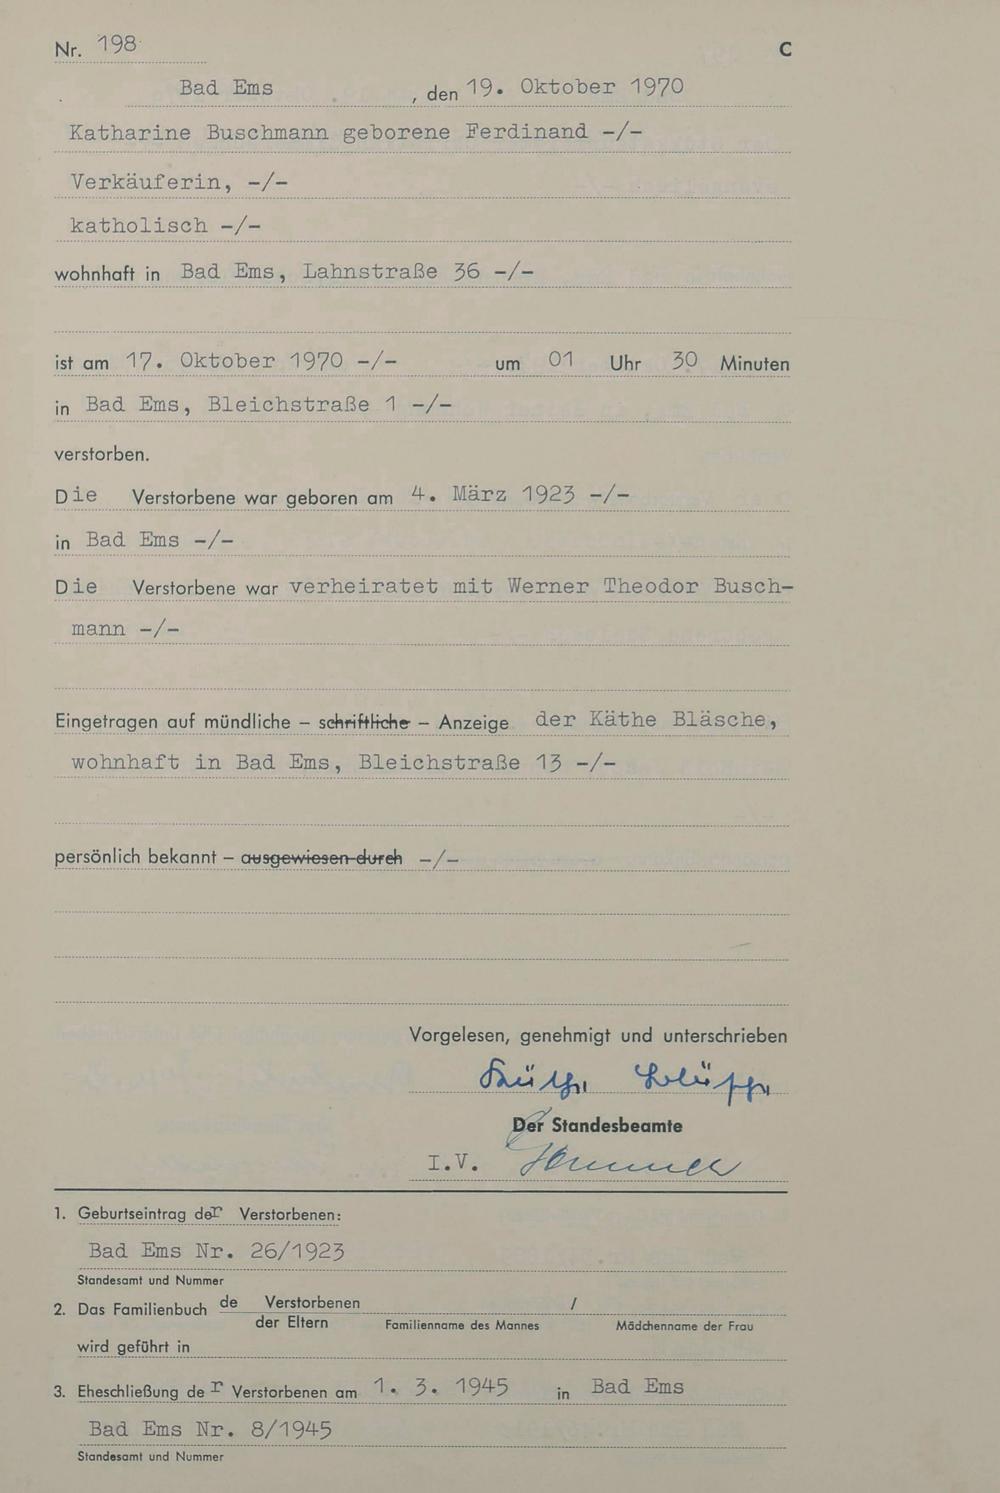 Nr. 198
C
Bad Ems , den 19. Oktober 1970
Katharine Buschmann geborene Ferdinand -/-
Verkäuferin, -/-
katholisch -/-
wohnhaft in Bad Ems, Lahnstraße 36 -/-
ist am 17. Oktober 1970 -/- um 01 Uhr 30 Minuten
in Bad Ems, Bleichstraße 1 -/-
verstorben.
Die Verstorbene war geboren am 4. März 1923 -/-
in Bad Ems -/-
Die Verstorbene war verheiratet mit Werner Theodor Busch-
mann -/-
Eingetragen auf mündliche – schriftliche – Anzeige der Käthe Bläsche,
wohnhaft in Bad Ems, Bleichstraße 13 -/-
persönlich bekannt – ausgewiesen durch -/-
Vorgelesen, genehmigt und unterschrieben
Käthe Bläsche
Der Standesbeamte
I.V.
1. Geburtseintrag der Verstorbenen:
Bad Ems Nr. 26/1923
Standesamt und Nummer
2. Das Familienbuch de Verstorbenen /
der Eltern Familienname des Mannes Mädchenname der Frau
wird geführt in
3. Eheschließung der Verstorbenen am 1. 3. 1945 in Bad Ems
Bad Ems Nr. 8/1945
Standesamt und Nummer